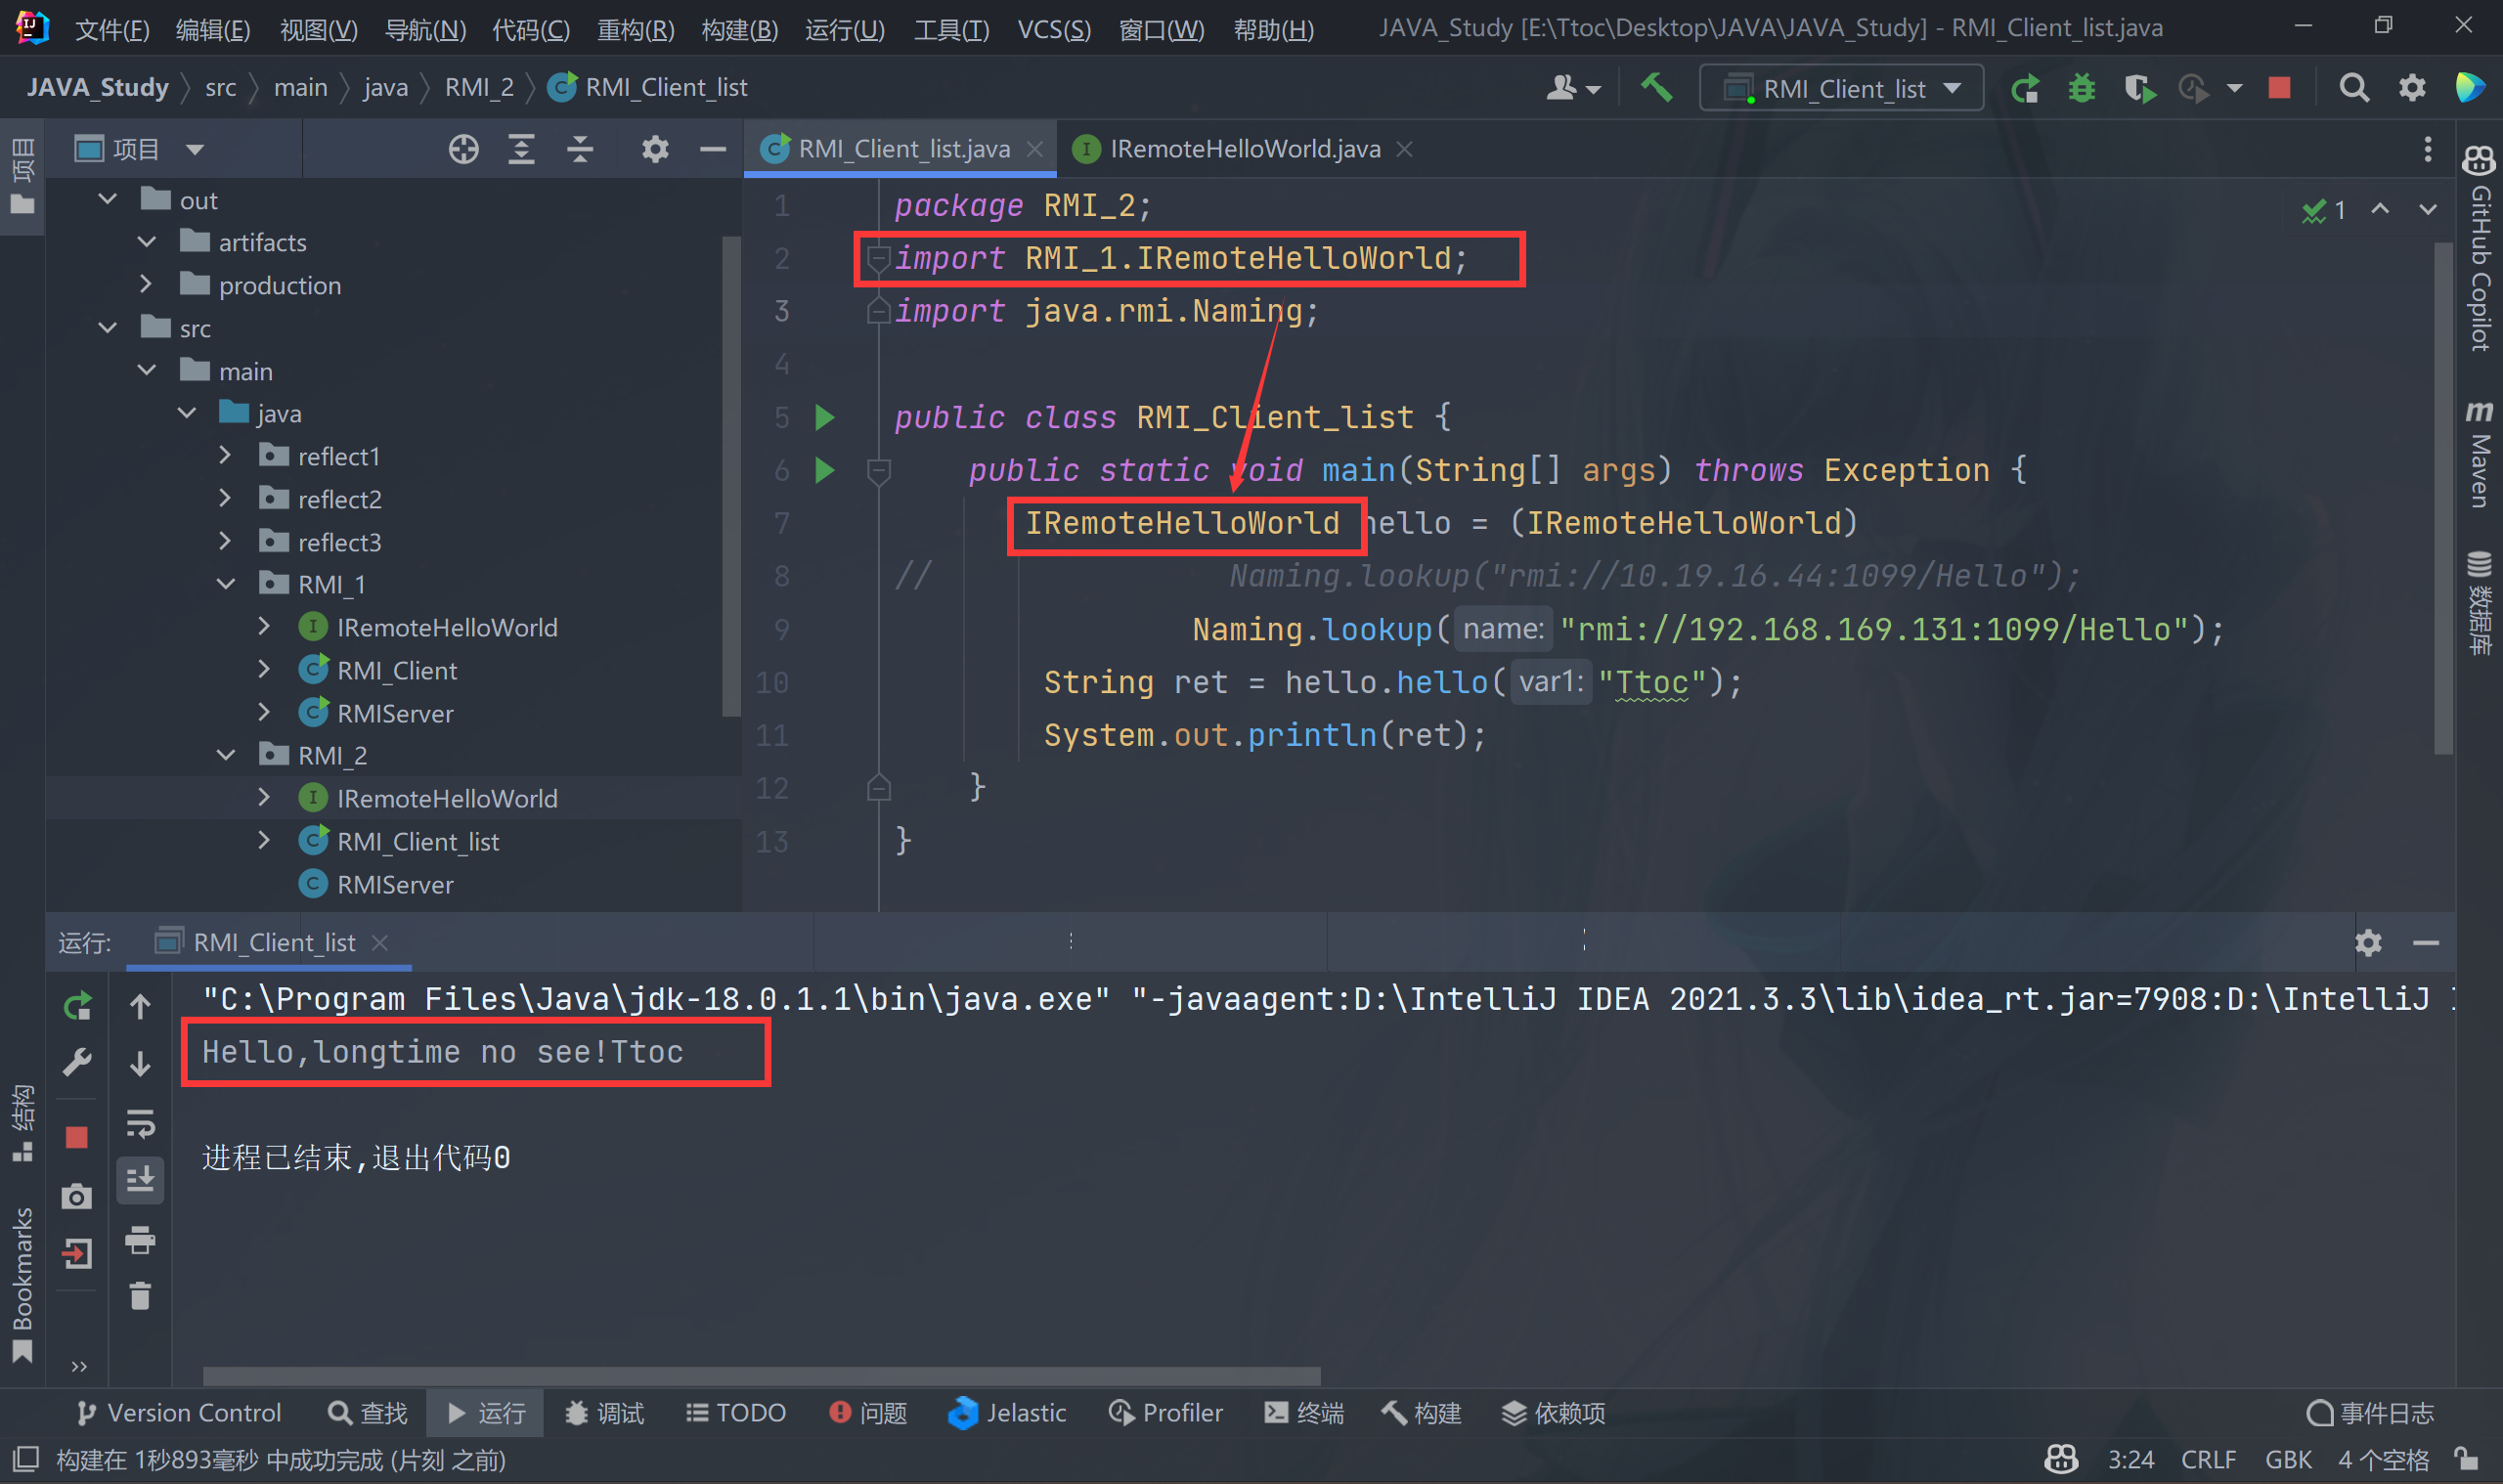 文件(F) 编辑(E) 视图(V) 导航(N) 代码(C) 重构(R) 构建(B) 运行(U) 工具(T) VCS(S) 窗口(W) 帮助(H) JAVA_Study [E:\Ttoc\Desktop\JAVA\JAVA_Study] - RMI_Client_list.java
JAVA_Study src main java RMI_2 RMI_Client_list
RMI_Client_list
项目
项目
out
artifacts
production
src
main
java
reflect1
reflect2
reflect3
RMI_1
IRemoteHelloWorld
RMI_Client
RMIServer
RMI_2
IRemoteHelloWorld
RMI_Client_list
RMIServer
RMI_Client_list.java IRemoteHelloWorld.java
1
1 package RMI_2;
2 import RMI_1.IRemoteHelloWorld;
3 import java.rmi.Naming;
4
5 public class RMI_Client_list {
6 public static void main(String[] args) throws Exception {
7 IRemoteHelloWorld hello = (IRemoteHelloWorld)
8 // Naming.lookup("rmi://10.19.16.44:1099/Hello");
9 Naming.lookup( name: "rmi://192.168.169.131:1099/Hello");
10 String ret = hello.hello( var1: "Ttoc");
11 System.out.println(ret);
12 }
13 }
GitHub Copilot
Maven
数据库
运行: RMI_Client_list
"C:\Program Files\Java\jdk-18.0.1.1\bin\java.exe" "-javaagent:D:\IntelliJ IDEA 2021.3.3\lib\idea_rt.jar=7908:D:\IntelliJ
Hello,longtime no see!Ttoc
进程已结束,退出代码0
结构
Bookmarks
Version Control 查找 运行 调试 TODO 问题 Jelastic Profiler 终端 构建 依赖项 事件日志
构建在 1秒893毫秒 中成功完成 (片刻 之前) 3:24 CRLF GBK 4 个空格